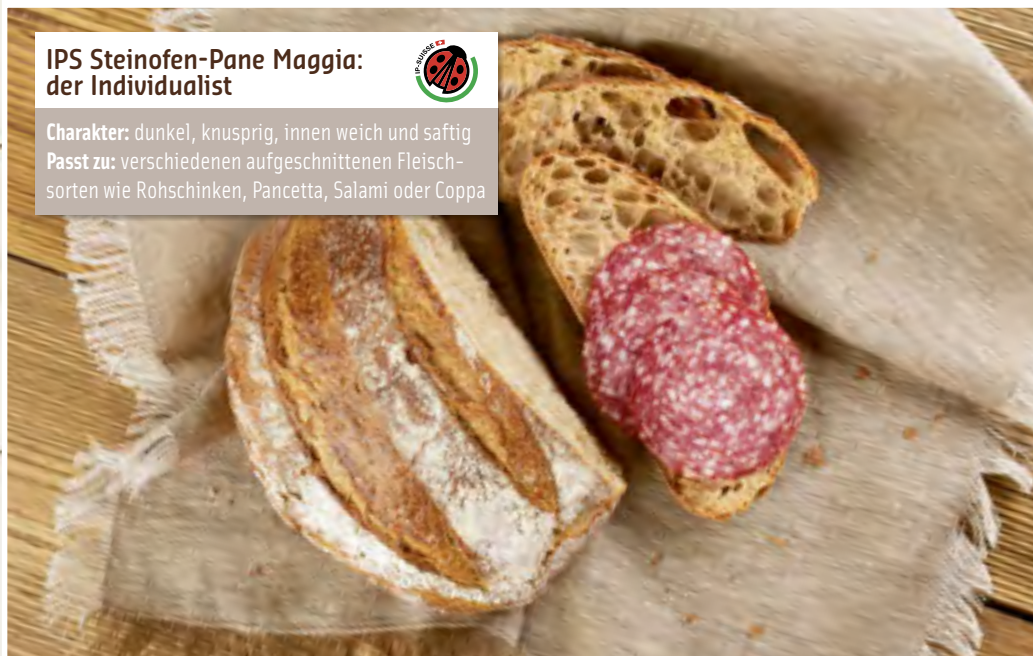 IPS Steinofen-Pane Maggia:
der Individualist
IP-SUISSE
Charakter: dunkel, knusprig, innen weich und saftig
Passt zu: verschiedenen aufgeschnittenen Fleisch-
sorten wie Rohschinken, Pancetta, Salami oder Coppa